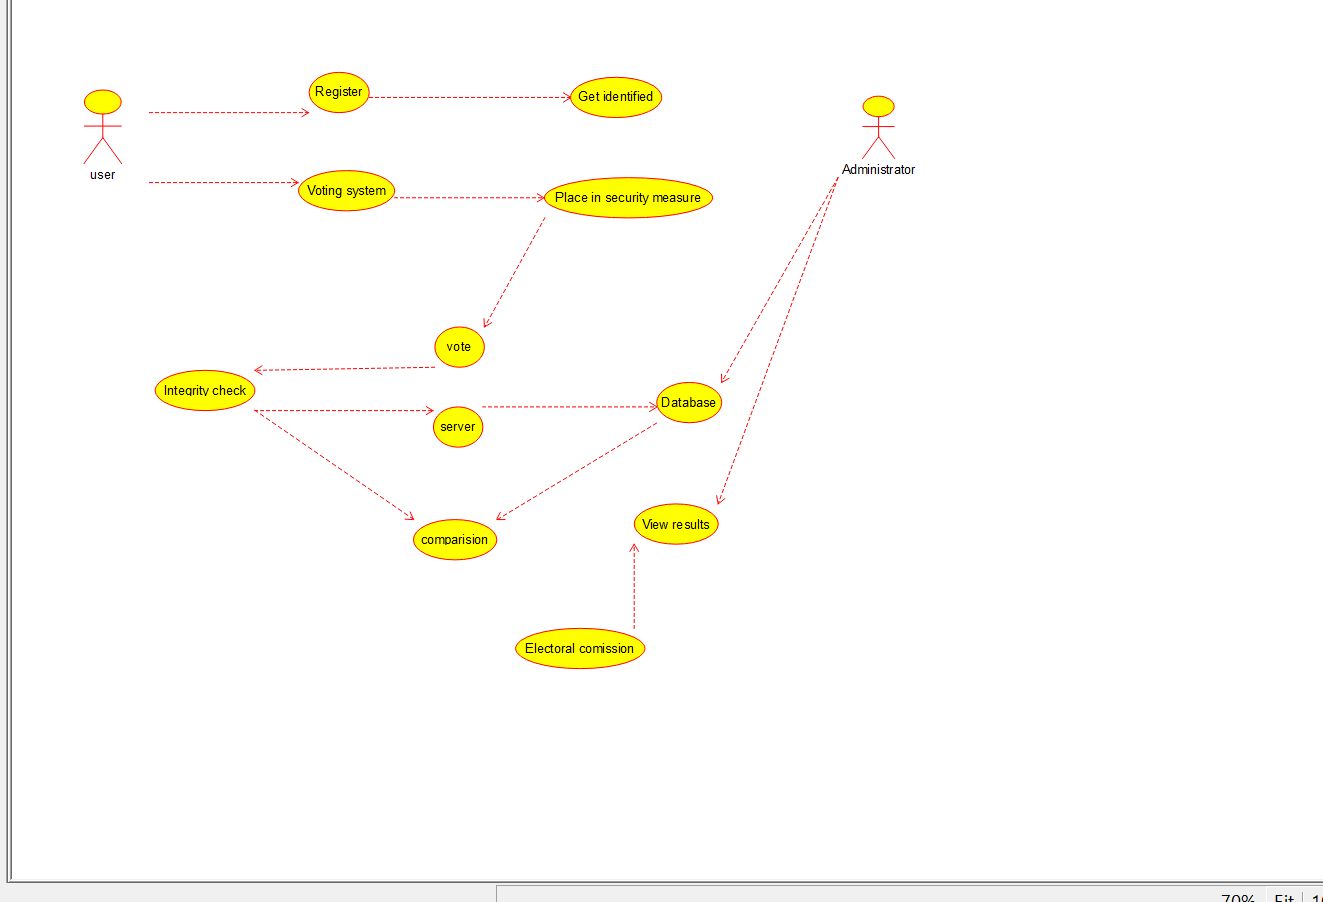 Register
Get identified
user
Administrator
Voting system
Place in security measure
vote
Integrity check
Database
server
View results
comparision
Electoral comission
70%
Fit